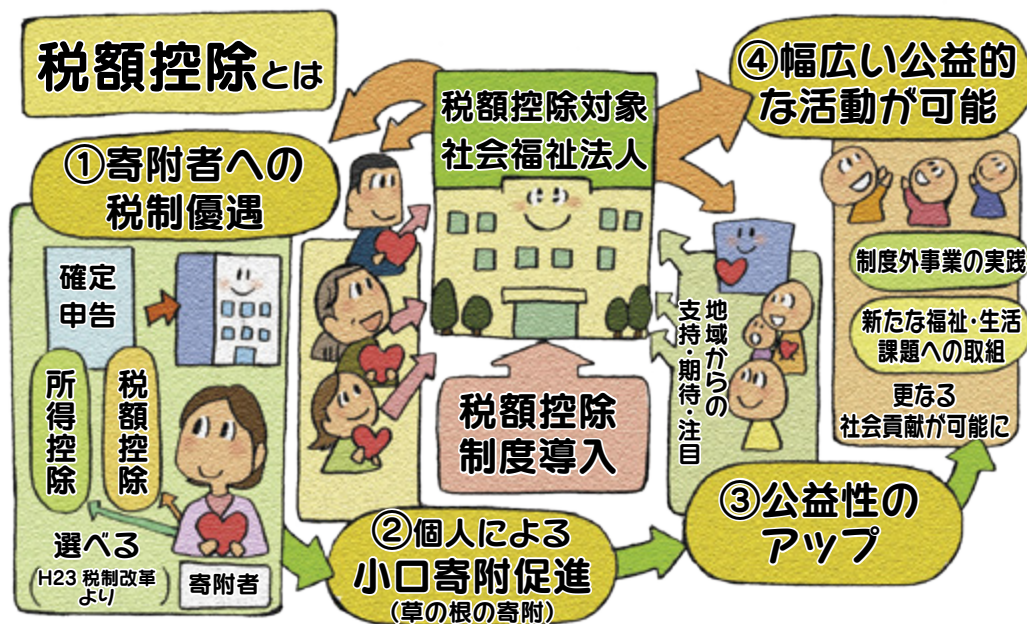 税額控除とは
①寄附者への
税制優遇
確定
申告
所得控除
税額控除
選べる
(H23税制改革
より)
寄附者
税額控除対象
社会福祉法人
税額控除
制度導入
②個人による
小口寄附促進
(草の根の寄附)
地域からの
支持・期待・注目
③公益性の
アップ
④幅広い公益的
な活動が可能
制度外事業の実践
新たな福祉・生活
課題への取組
更なる
社会貢献が可能に